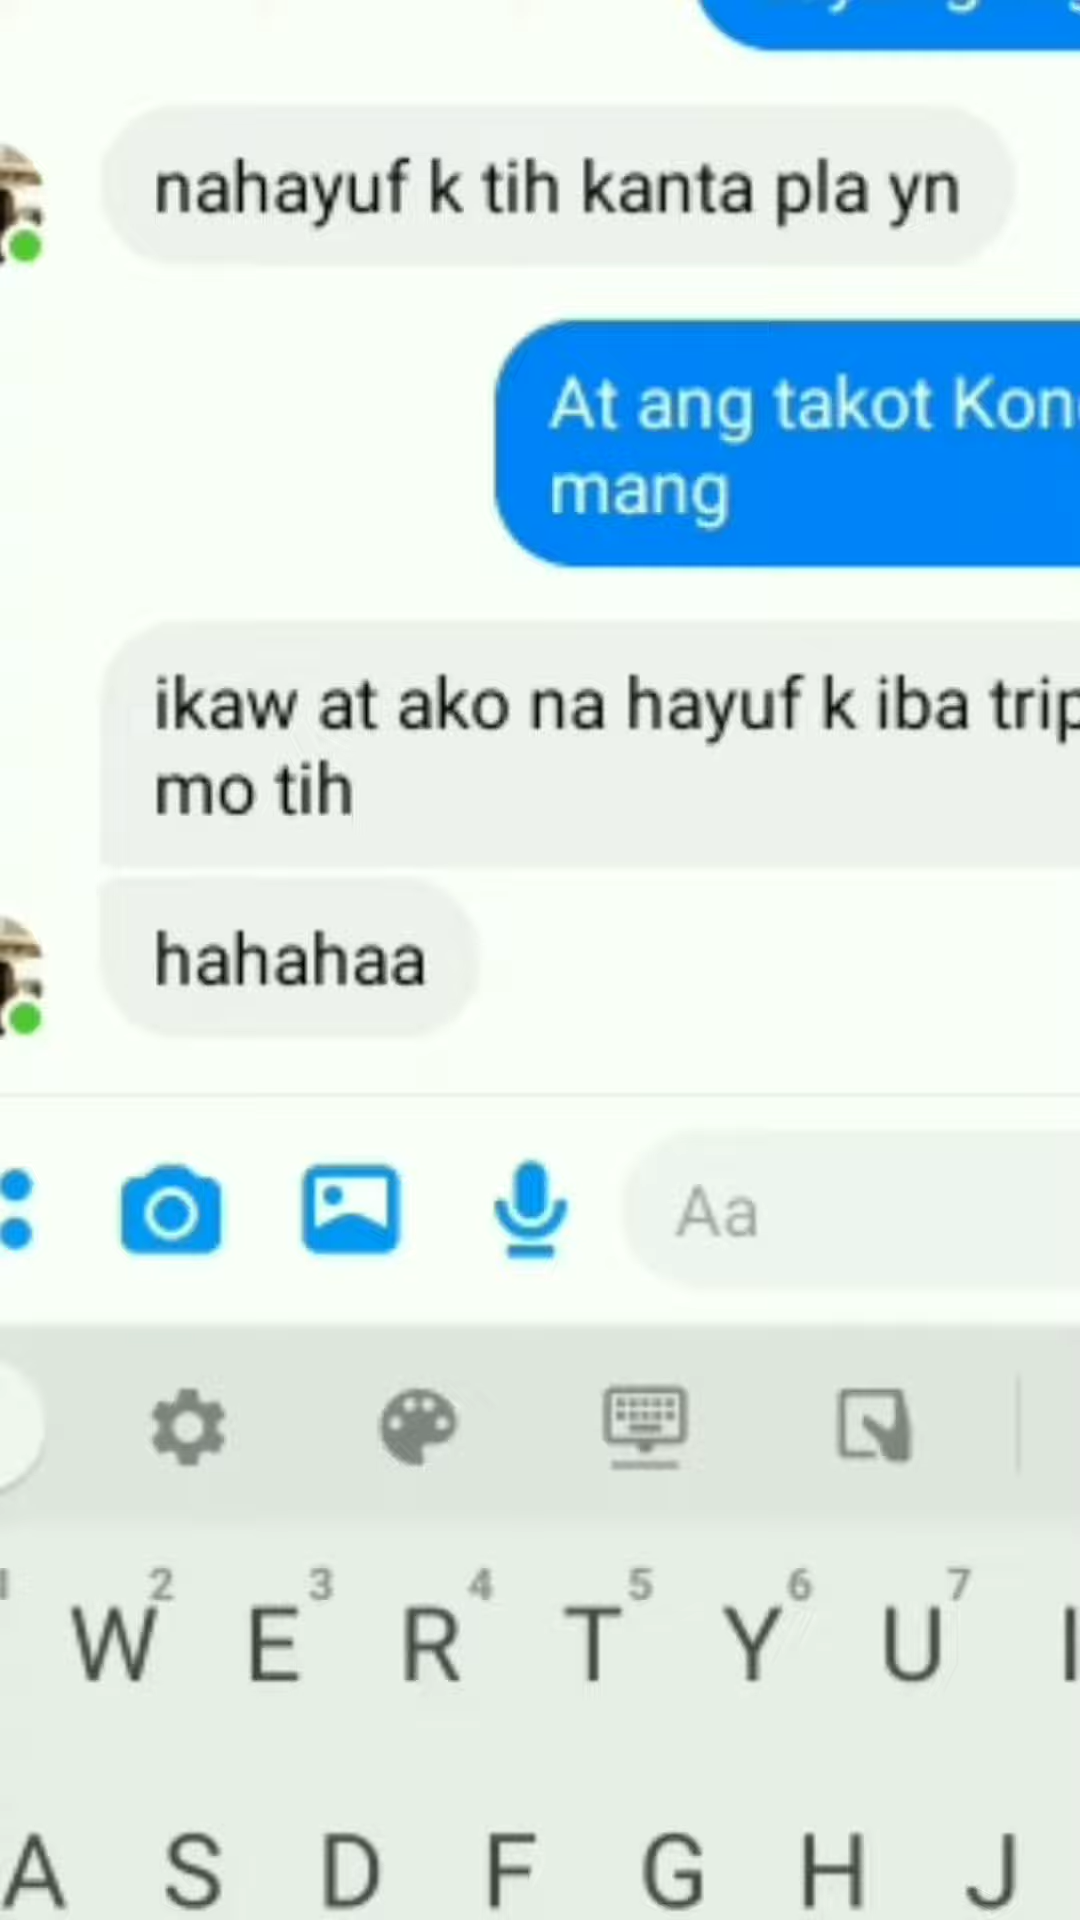 nahayuf k tih kanta pla yn
At ang takot
mang
ikaw at ako na hayuf k iba trip
mo tih
hahahaa
Aa
2 3 4 5 6 7
W E R T Y U I
A S D F G H J